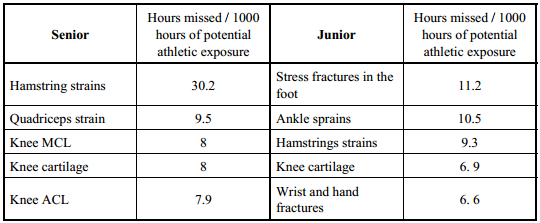 Senior
Hours missed / 1000
hours of potential
athletic exposure
Junior
Hours missed / 1000
hours of potential
athletic exposure
Hamstring strains
30.2
Stress fractures in the
foot
11.2
Quadriceps strain
9.5
Ankle sprains
10.5
Knee MCL
8
Hamstrings strains
9.3
Knee cartilage
8
Knee cartilage
6. 9
Knee ACL
7.9
Wrist and hand
fractures
6. 6